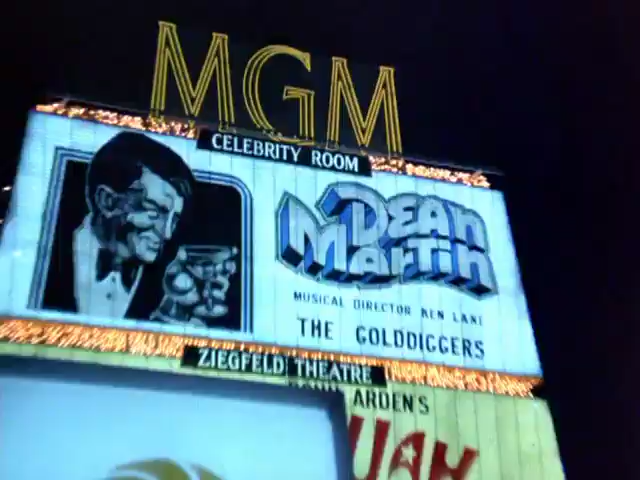 MGM
CELEBRITY ROOM
DEAN
MARTIN
MUSICAL DIRECTOR KEN LANE
THE GOLDDIGGERS
ZIEGFELD THEATRE
ARDEN'S